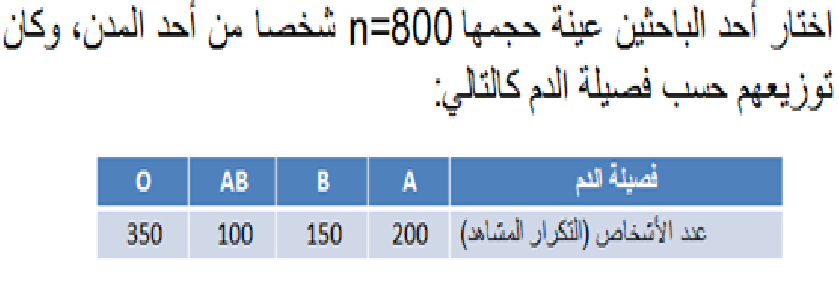 اختار أحد الباحثين عينة حجمها n=800 شخصا من أحد المدن، وكان
توزيعهم حسب فصيلة الدم كالتالي:
فصيلة الدم A B AB O
عدد الأشخاص (التكرار المشاهد) 200 150 100 350